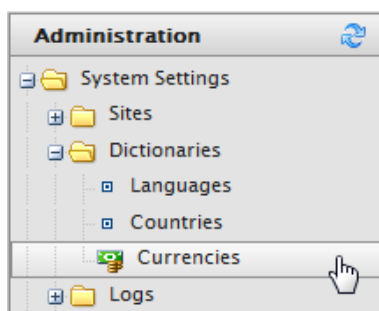 Administration
System Settings
Sites
Dictionaries
Languages
Countries
Currencies
Logs